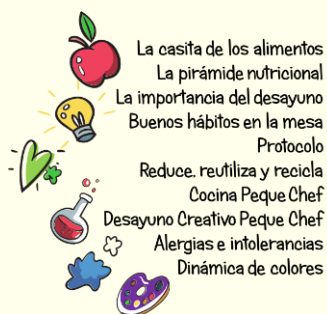 La casita de los alimentos
La pirámide nutricional
La importancia del desayuno
Buenos hábitos en la mesa
Protocolo
Reduce. reutiliza y recicla
Cocina Peque Chef
Desayuno Creativo Peque Chef
Alergias e intolerancias
Dinámica de colores